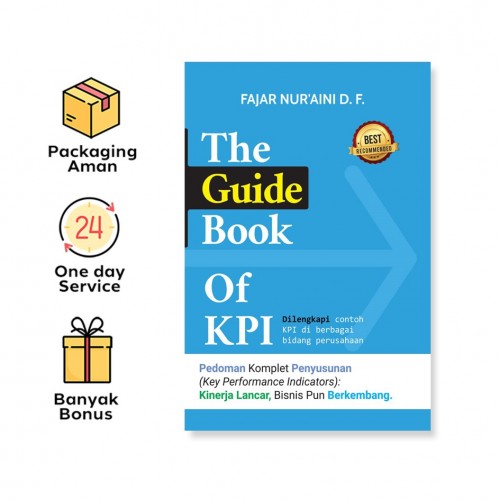 Packaging
Aman
24
One day
Service
Banyak
Bonus
FAJAR NUR'AINI D. F.
BEST
RECOMMENDED
The
Guide
Book
Of
KPI
Dilengkapi contoh
KPI di berbagai
bidang perusahaan
Pedoman Komplet Penyusunan
(Key Performance Indicators):
Kinerja Lancar, Bisnis Pun Berkembang.